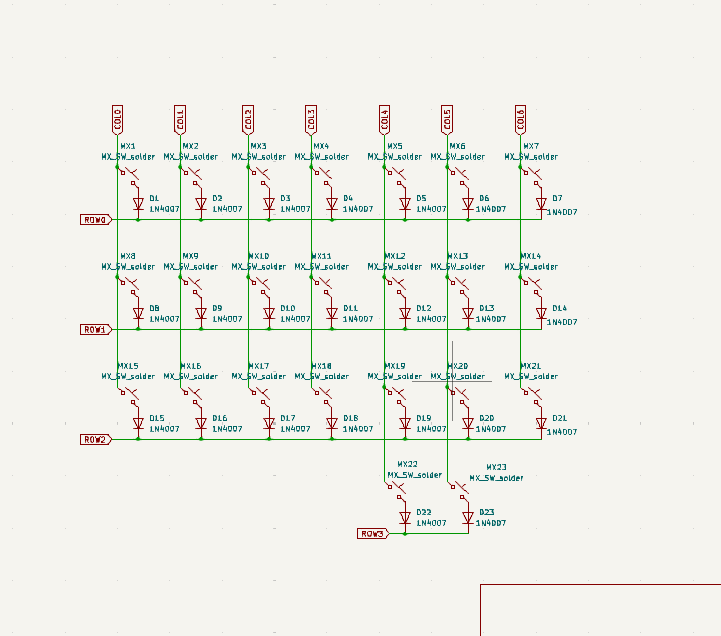 COL0 COL1 COL2 COL3 COL4 COL5 COL6
MX1 MX2 MX3 MX4 MX5 MX6 MX7
MX_SW_solder MX_SW_solder MX_SW_solder MX_SW_solder MX_SW_solder MX_SW_solder MX_SW_solder
D1 D2 D3 D4 D5 D6 D7
1N4007 1N4007 1N4007 1N4007 1N4007 1N4007 1N4007
ROW0
MX8 MX9 MX10 MX11 MX12 MX13 MX14
MX_SW_solder MX_SW_solder MX_SW_solder MX_SW_solder MX_SW_solder MX_SW_solder MX_SW_solder
D8 D9 D10 D11 D12 D13 D14
1N4007 1N4007 1N4007 1N4007 1N4007 1N4007 1N4007
ROW1
MX15 MX16 MX17 MX18 MX19 MX20 MX21
MX_SW_solder MX_SW_solder MX_SW_solder MX_SW_solder MX_SW_solder MX_SW_solder MX_SW_solder
D15 D16 D17 D18 D19 D20 D21
1N4007 1N4007 1N4007 1N4007 1N4007 1N4007 1N4007
ROW2
MX22 MX23
MX_SW_solder MX_SW_solder
D22 D23
1N4007 1N4007
ROW3